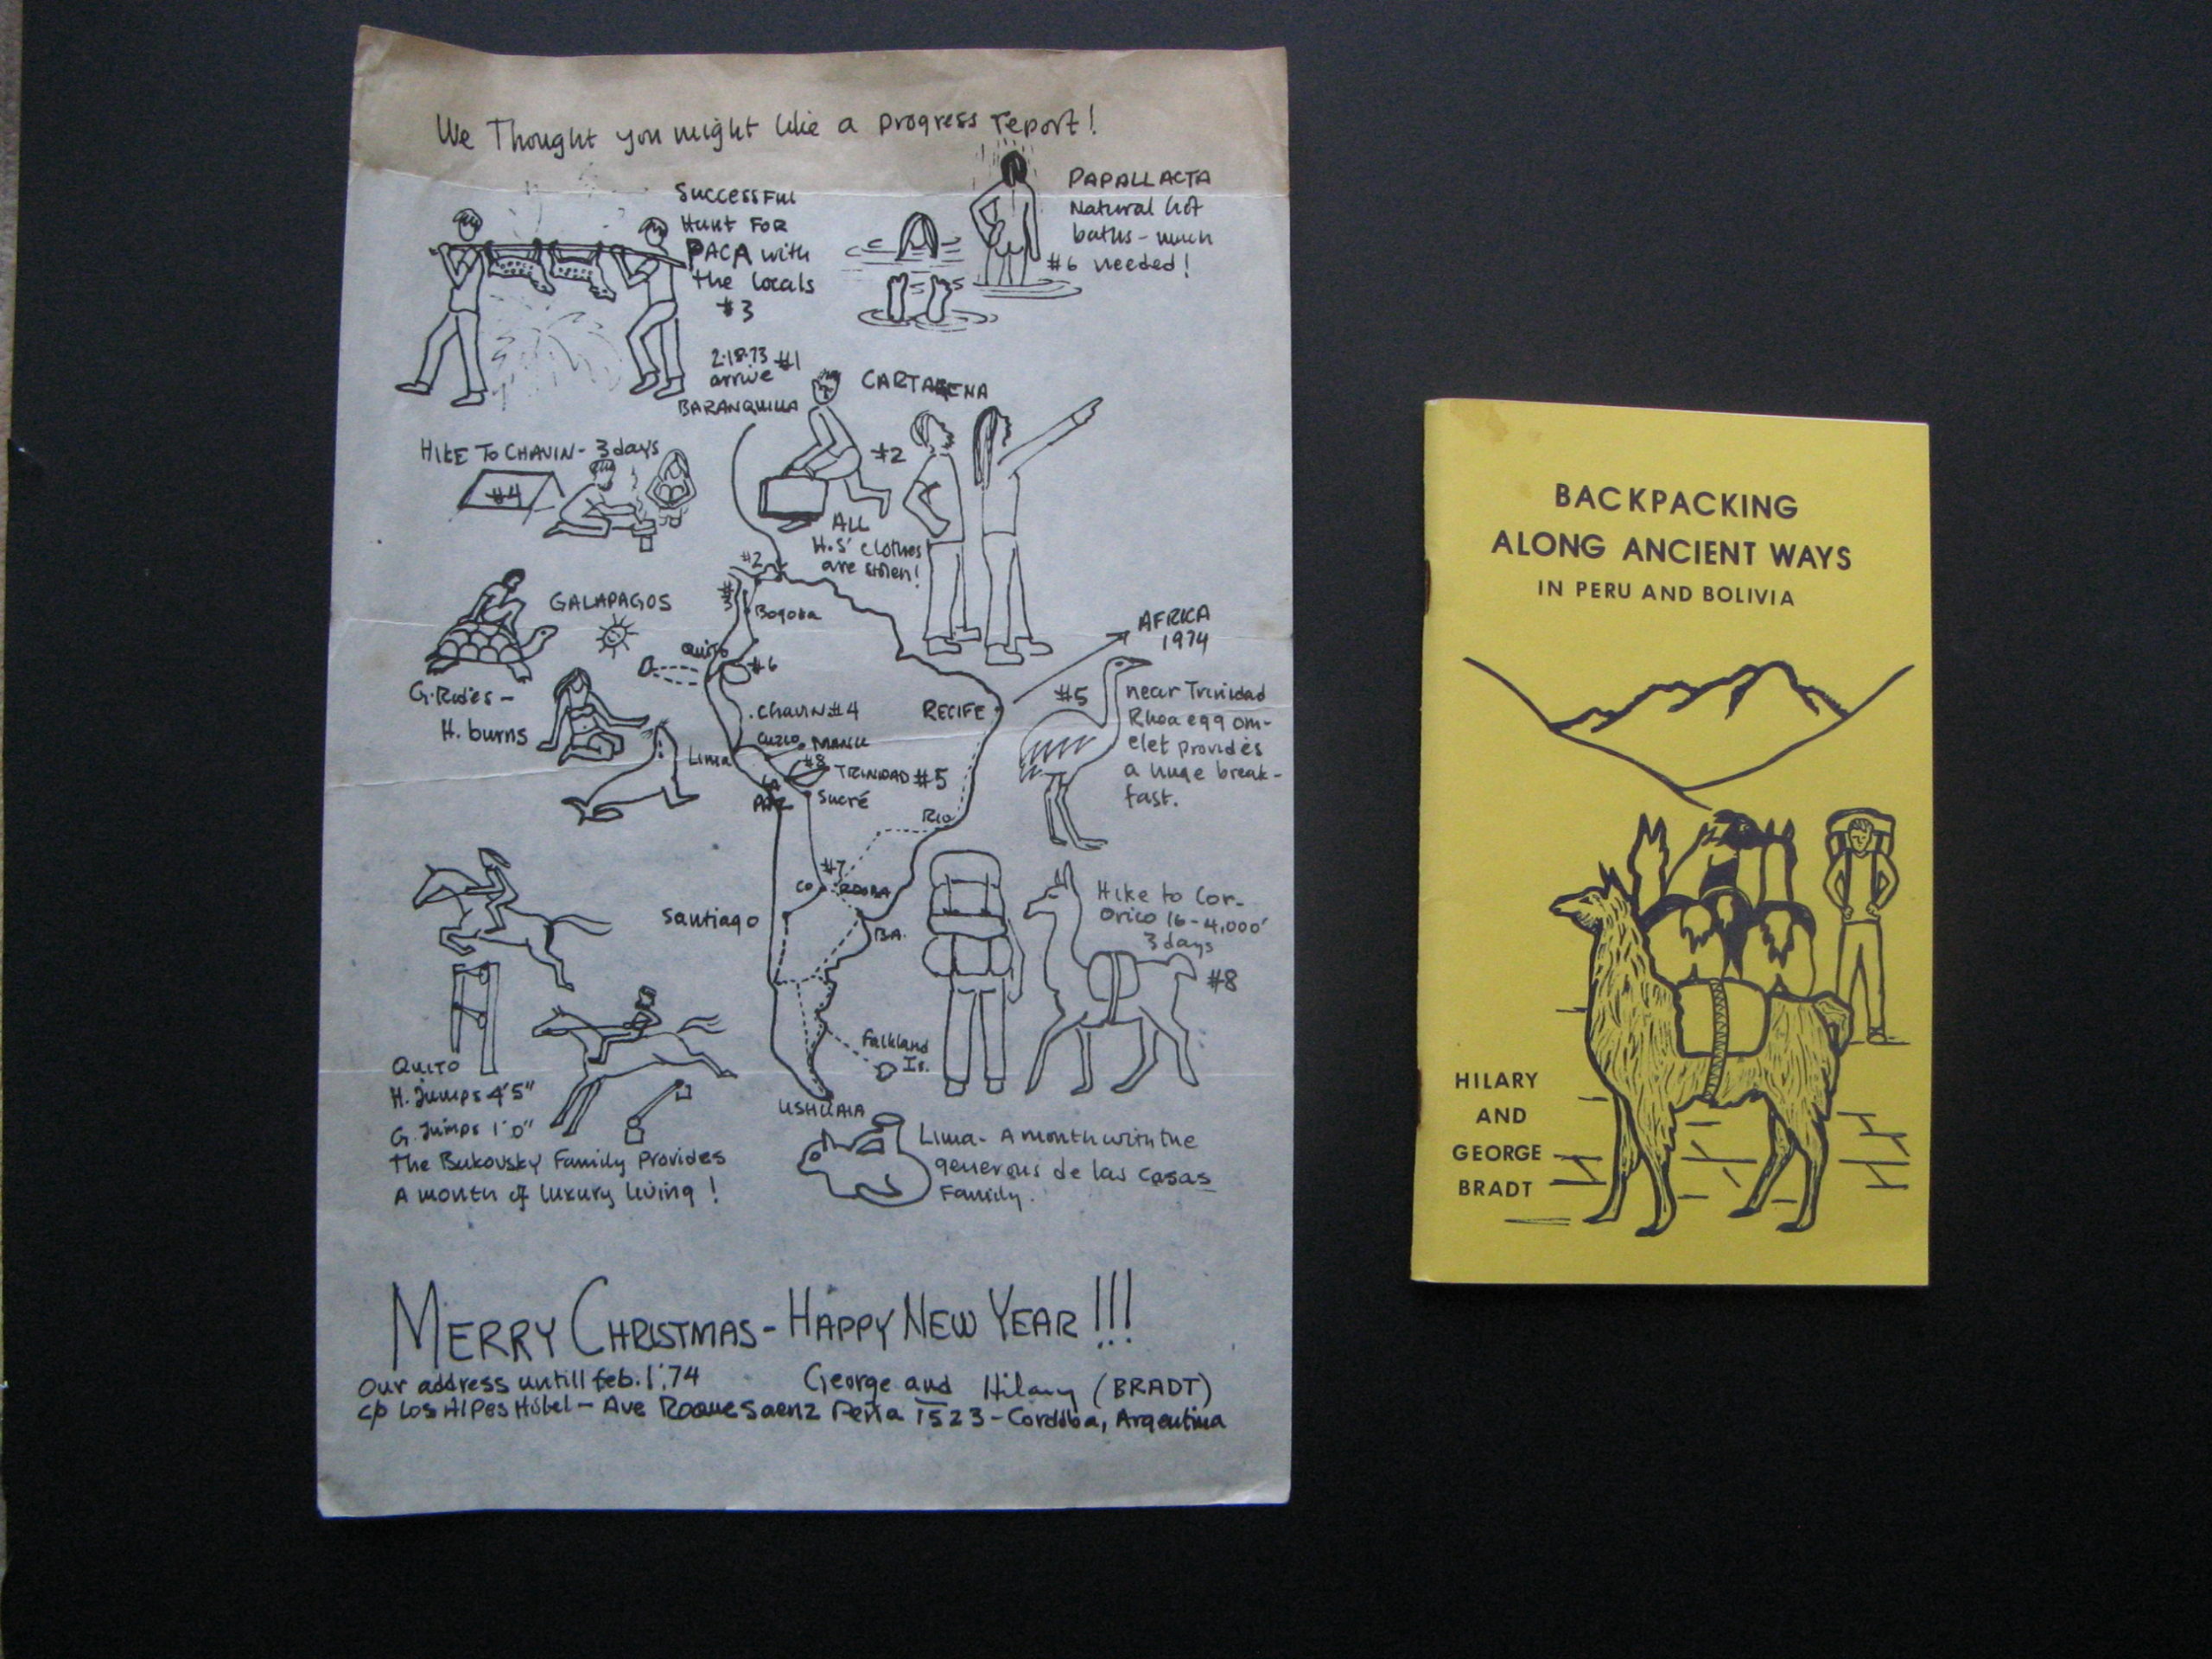 We Thought you might like a progress report!
SUCCESSFUL
Hunt FOR
PACA with
the locals
#3
PAPALLACTA
Natural hot
baths - much
#6 needed!
2.18.73 #1
arrive
BARANQUILLA
CARTAGENA
#2
ALL
H.S' clothes
are stolen!
HIKE TO CHAVIN - 3 days
#4
GALAPAGOS
G. Rides -
H. burns
#2
#3
Bogota
QUITO
#6
AFRICA
1974
.Chavin #4
RECIFE
#5
near Trinidad
Rhea egg om-
elet provides
a huge break-
fast.
CUZCO
MANU
Lima
#8
TRINIDAD #5
LA
PAZ
Sucré
RIO
#7
CORDOBA
Santiago
BA.
Hike to Cor-
orico 16-4,000'
3 days
#8
Falkland
Is.
USHUAIA
QUITO
H. Jumps 4'5"
G. Jumps 1'0"
The Bukovsky Family Provides
A month of luxury living!
Lima - A month with the
generous de las Casas
Family.
MERRY CHRISTMAS - HAPPY NEW YEAR!!!
Our address untill Feb. 1 '74
George and Hilary (BRADT)
c/o Los Alpes Hotel - Ave Roque Saenz Peña 1523 - Cordoba, Argentina
BACKPACKING
ALONG ANCIENT WAYS
IN PERU AND BOLIVIA
HILARY
AND
GEORGE
BRADT